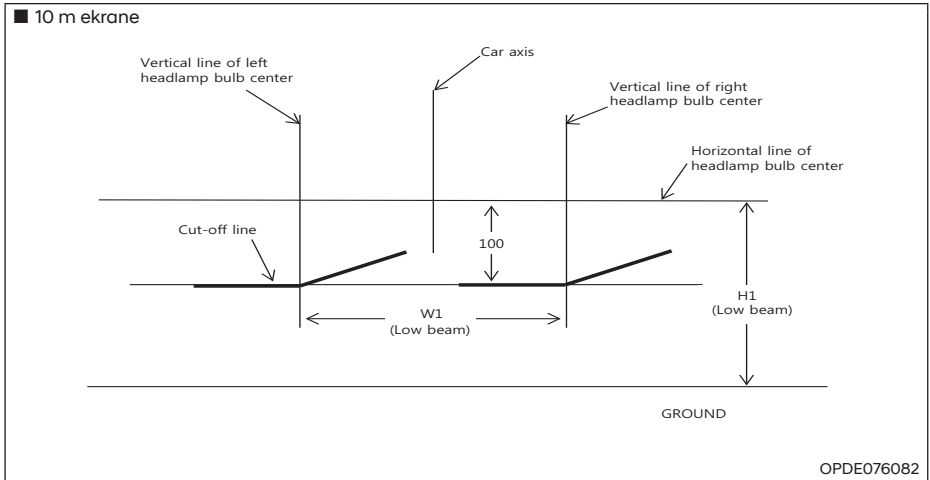 ■ 10 m ekrane
Car axis
Vertical line of left
headlamp bulb center
Vertical line of right
headlamp bulb center
Horizontal line of
headlamp bulb center
Cut-off line
100
H1
(Low beam)
W1
(Low beam)
GROUND
OPDE076082